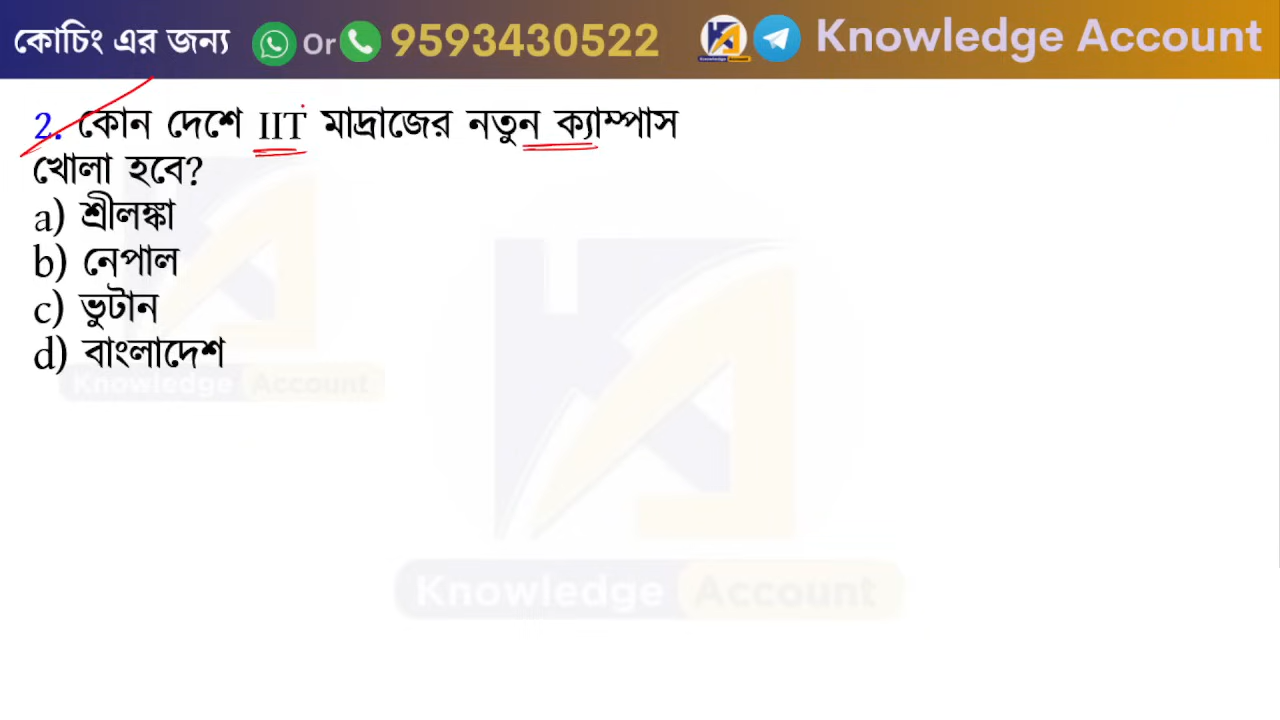 কোচিং এর জন্য Or 9593430522 Knowledge Account
2. কোন দেশে IIT মাদ্রাজের নতুন ক্যাম্পাস
খোলা হবে?
a) শ্রীলঙ্কা
b) নেপাল
c) ভুটান
d) বাংলাদেশ
Knowledge Account
Knowledge Account